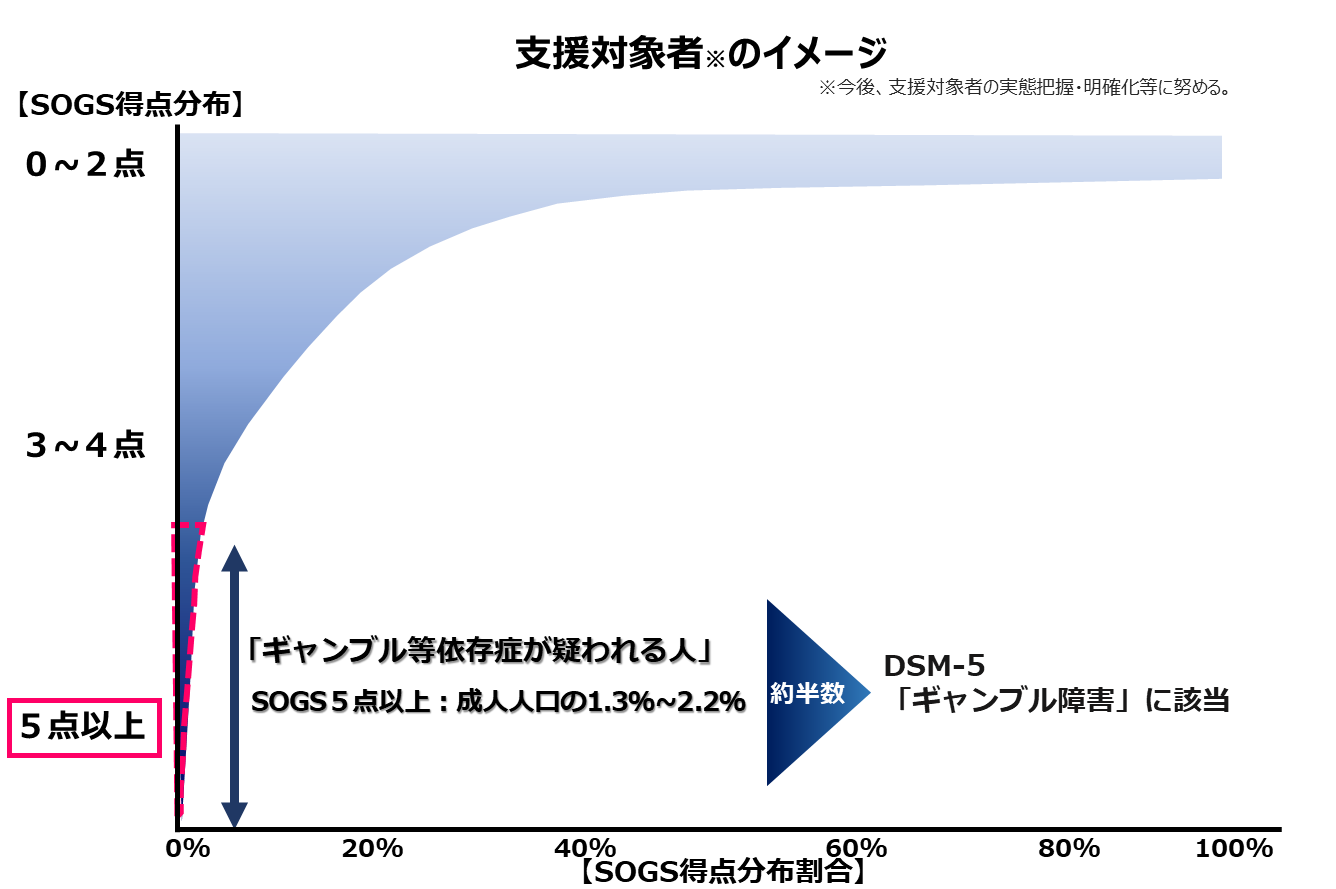 支援対象者※のイメージ
※今後、支援対象者の実態把握・明確化等に努める。
【SOGS得点分布】
０～２点
３～４点
５点以上
「ギャンブル等依存症が疑われる人」
SOGS５点以上：成人人口の1.3%~2.2%
約半数
DSM-5
「ギャンブル障害」に該当
0% 20% 40% 60% 80% 100%
【SOGS得点分布割合】